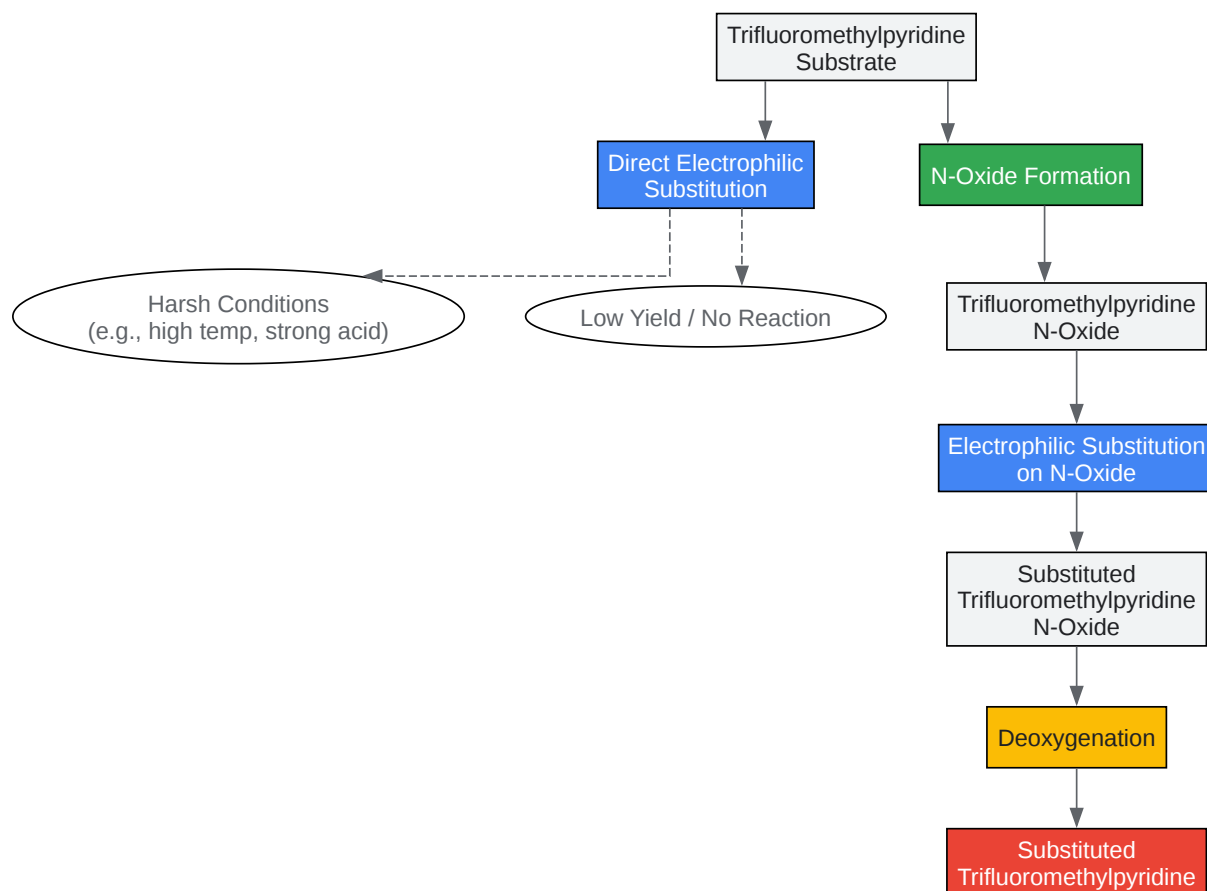 Trifluoromethylpyridine
Substrate
Direct Electrophilic
Substitution
N-Oxide Formation
Harsh Conditions
(e.g., high temp, strong acid)
Low Yield / No Reaction
Trifluoromethylpyridine
N-Oxide
Electrophilic Substitution
on N-Oxide
Substituted
Trifluoromethylpyridine
N-Oxide
Deoxygenation
Substituted
Trifluoromethylpyridine